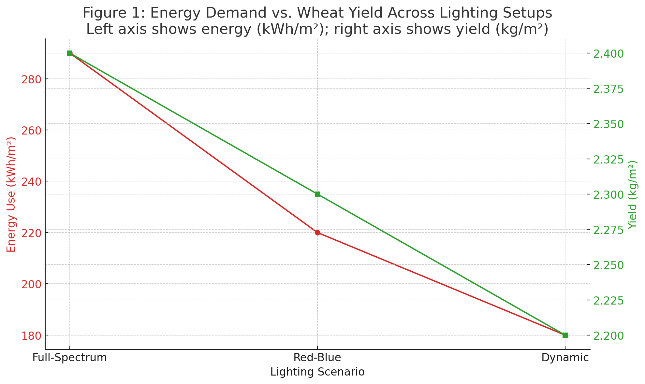 Figure 1: Energy Demand vs. Wheat Yield Across Lighting Setups
Left axis shows energy (kWh/m²); right axis shows yield (kg/m²)
280
260
240
220
200
180
Energy Use (kWh/m²)
2.400
2.375
2.350
2.325
2.300
2.275
2.250
2.225
2.200
Yield (kg/m²)
Full-Spectrum
Red-Blue
Dynamic
Lighting Scenario